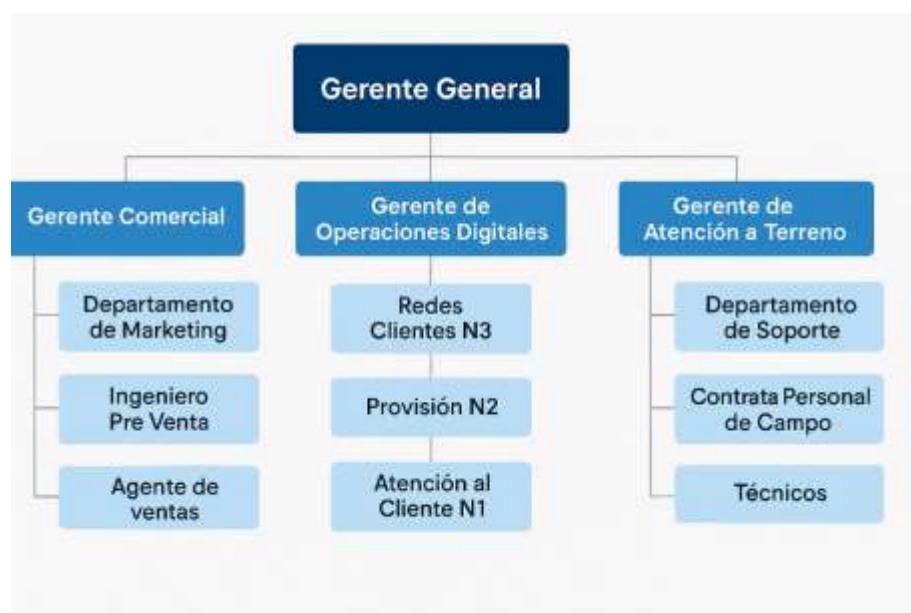 Gerente General
Gerente Comercial
Gerente de
Operaciones Digitales
Gerente de
Atención a Terreno
Departamento
de Marketing
Ingeniero
Pre Venta
Agente de
ventas
Redes
Clientes N3
Provisión N2
Atención al
Cliente N1
Departamento
de Soporte
Contrata Personal
de Campo
Técnicos